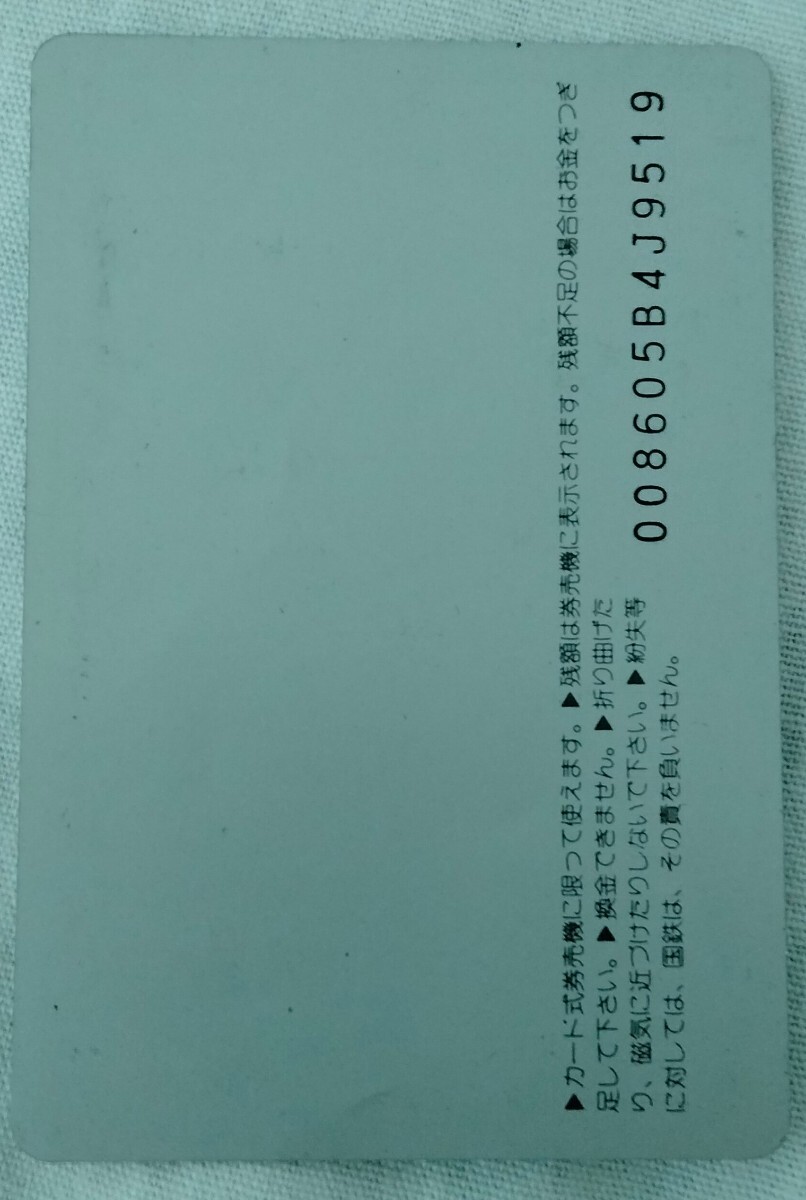 ▶カード式券売機に限って使えます。▶残額は券売機に表示されます。残額不足の場合はお金をつぎ
足して下さい。▶換金できません。▶折り曲げた
り、磁気に近づけたりしないで下さい。▶紛失等
に対しては、国鉄は、その責を負いません。
008605B4J9519